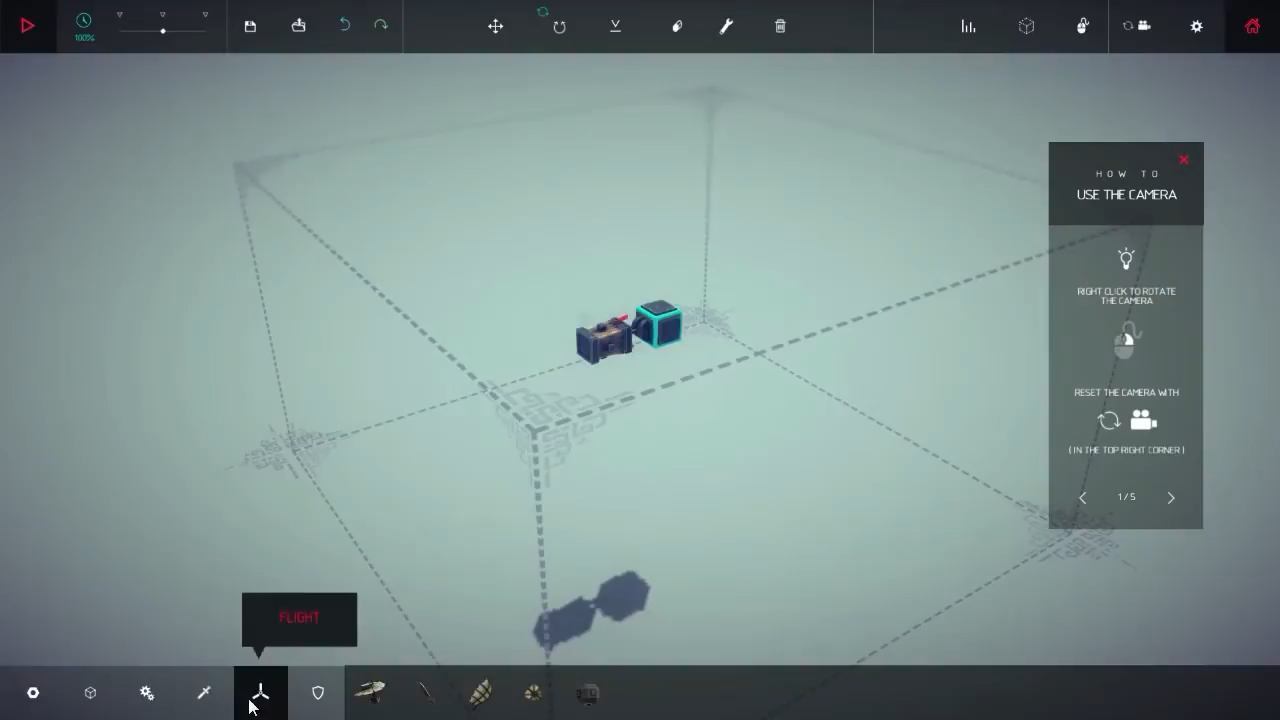 100%
HOW TO
USE THE CAMERA
RIGHT CLICK TO ROTATE
THE CAMERA
RESET THE CAMERA WITH
( IN THE TOP RIGHT CORNER )
1/5
FLIGHT